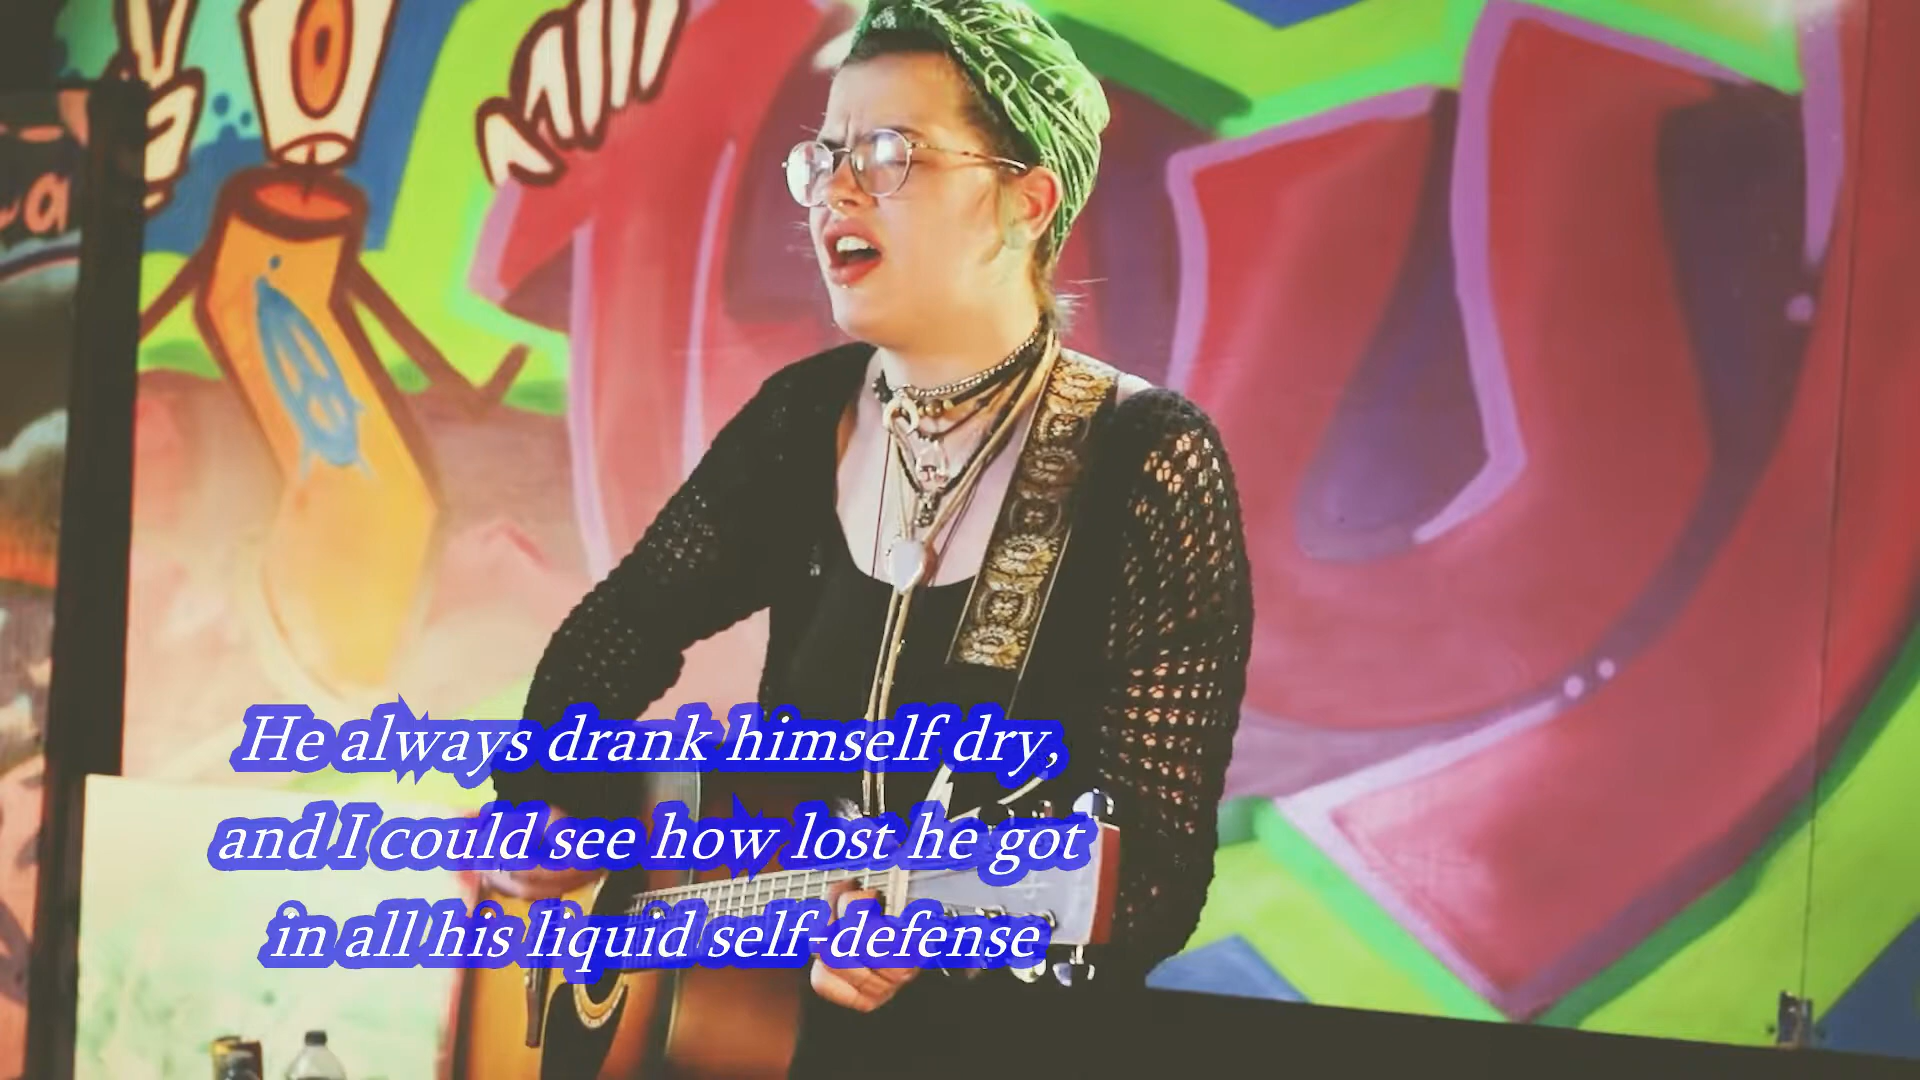 He always drank himself dry,
and I could see how lost he got
in all his liquid self-defense